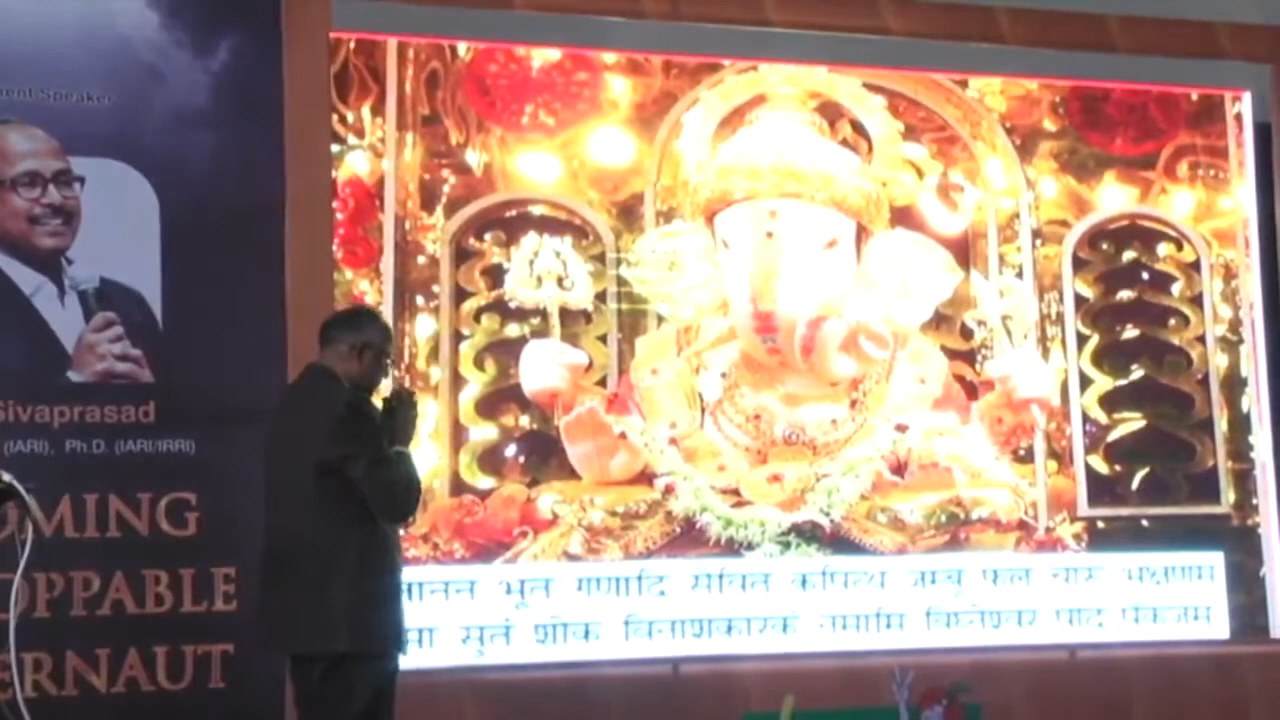 ent Speaker
Sivaprasad
(IARI), Ph.D. (IARI/IRRI)
OMING
OPPABLE
ERNAUT
जानन भूत गणादि सेवितं कपित्थ जम्बू फल चारु भक्षणम्
मा सुतं शोक विनाशकारकं नमामि विघ्नेश्वर पाद पंकजम्